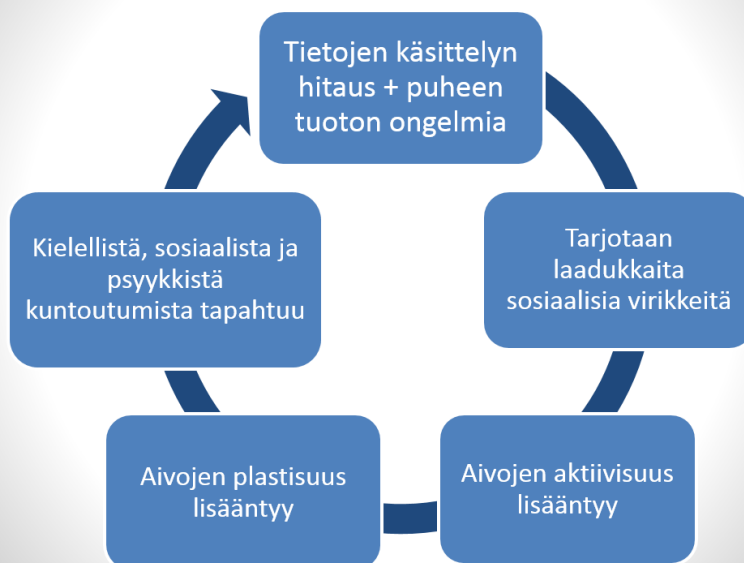 Tietojen käsittelyn
hitaus + puheen
tuoton ongelmia
Tarjotaan
laadukkaita
sosiaalisia virikkeitä
Aivojen aktiivisuus
lisääntyy
Aivojen plastisuus
lisääntyy
Kielellistä, sosiaalista ja
psyykkistä
kuntoutumista tapahtuu